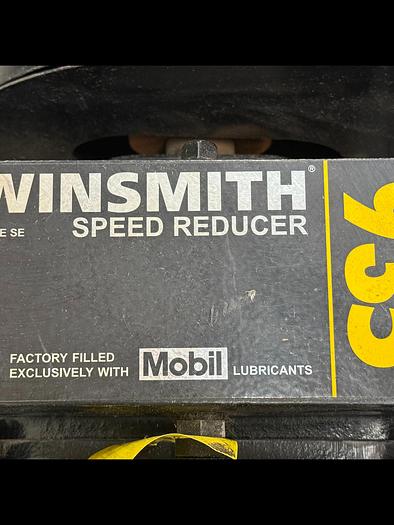 WINSMITH®
E SE
SPEED REDUCER
FACTORY FILLED
EXCLUSIVELY WITH Mobil LUBRICANTS